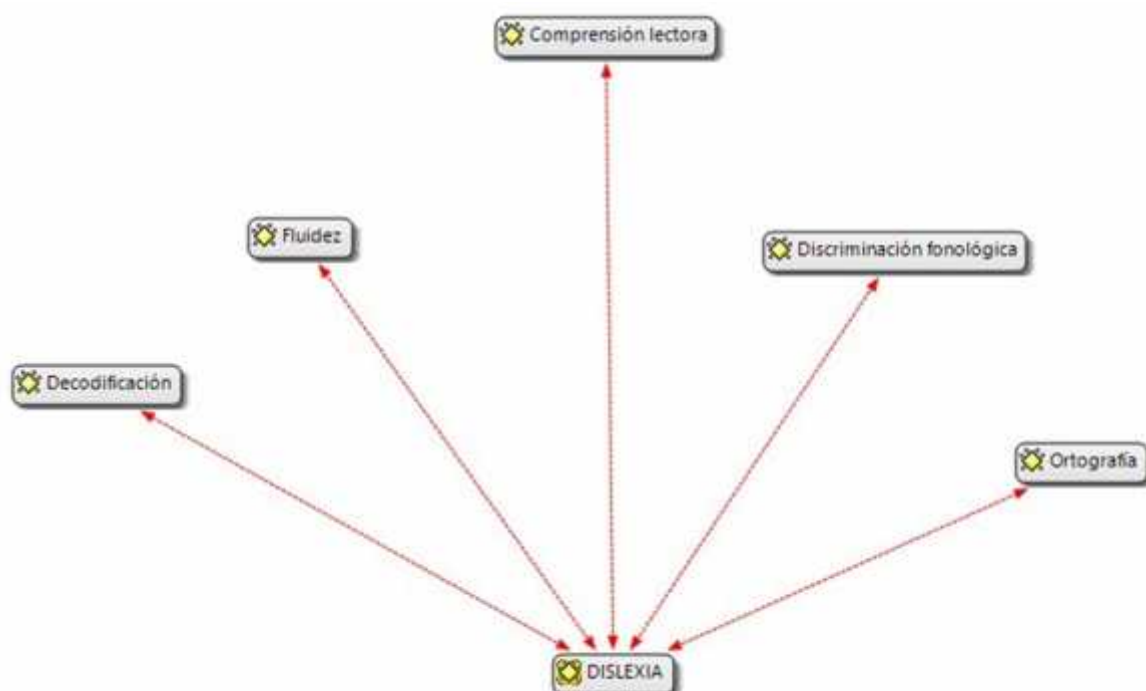 Comprensión lectora
Fluidez
Discriminación fonológica
Decodificación
Ortografía
DISLEXIA